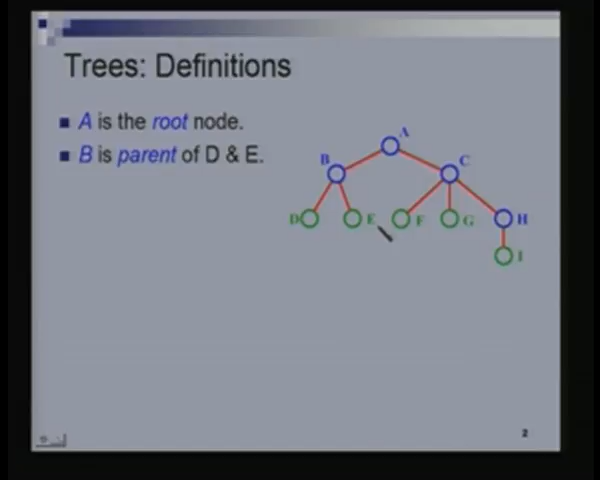 Trees: Definitions
A is the root node.
B is parent of D & E.
A
B
C
D
E
F
G
H
I
2